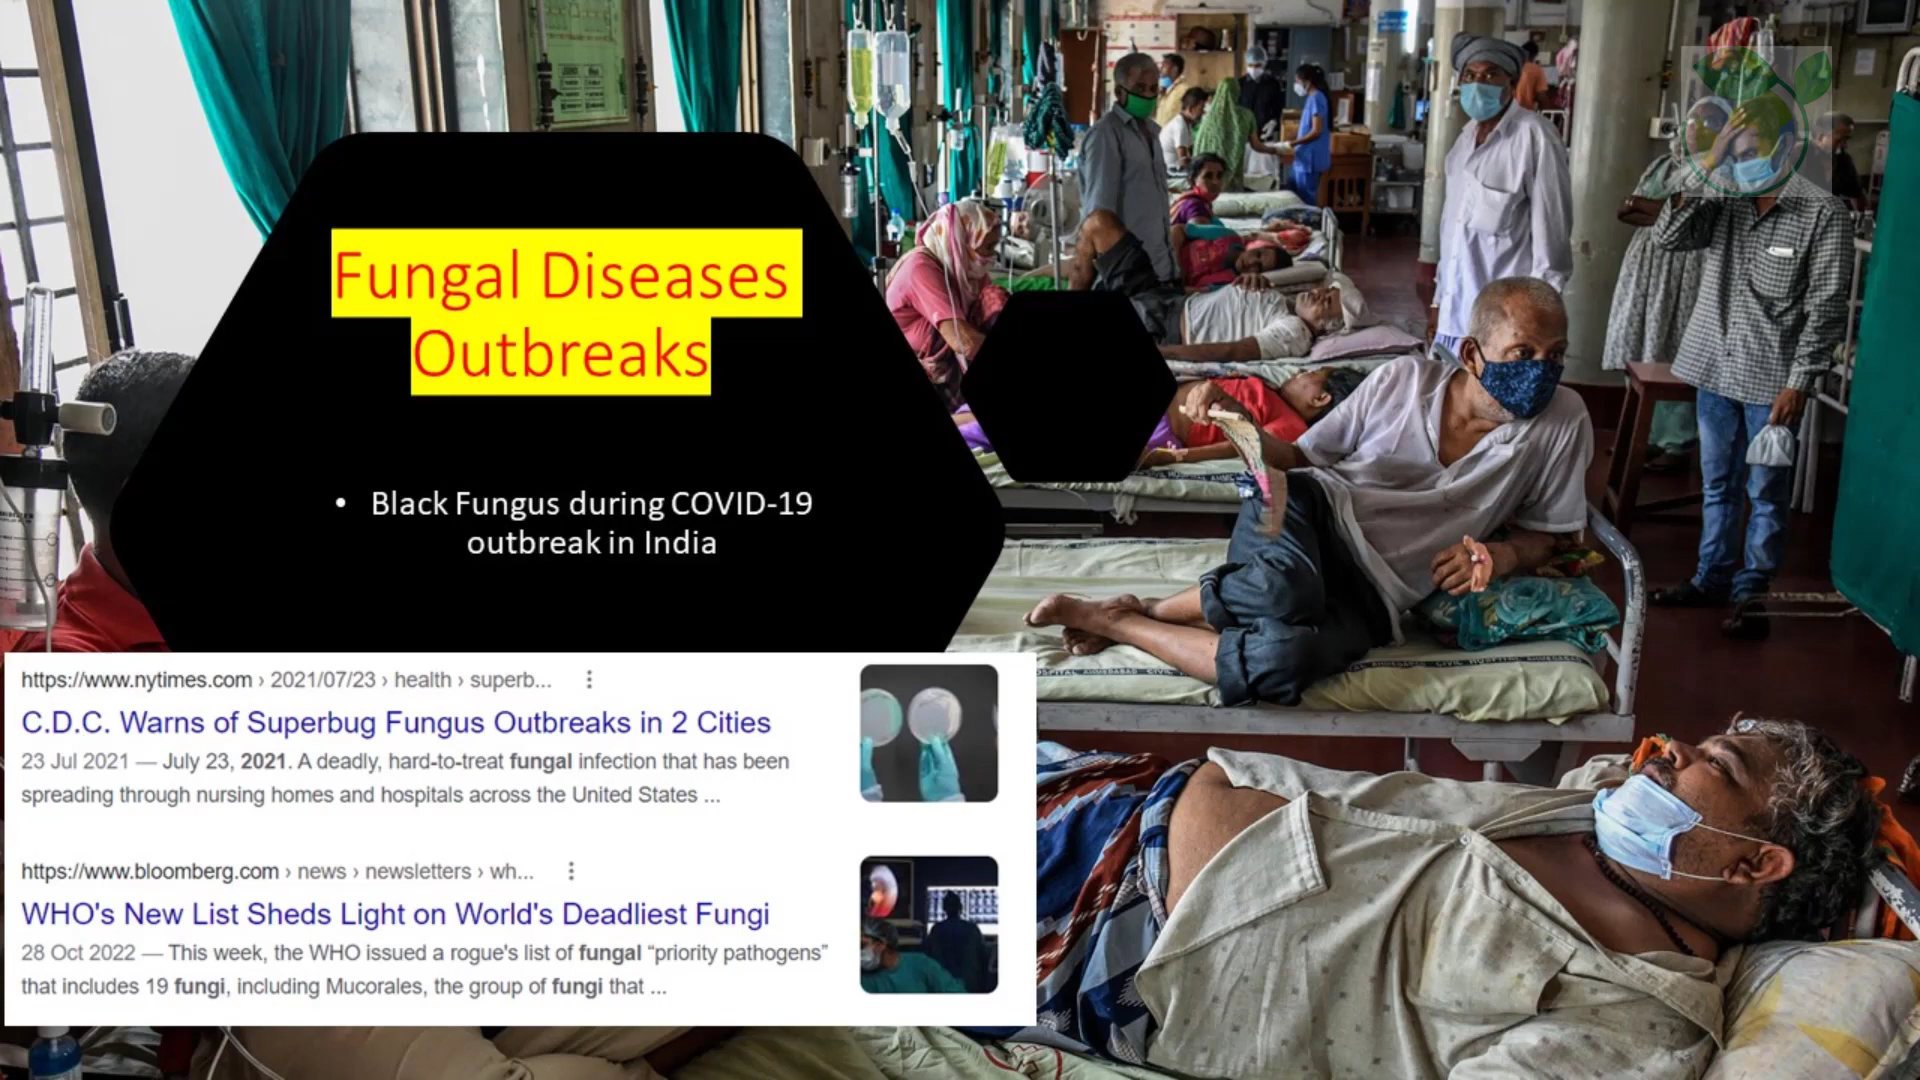 Fungal Diseases
Outbreaks
• Black Fungus during COVID-19
outbreak in India
https://www.nytimes.com › 2021/07/23 › health › superb...
C.D.C. Warns of Superbug Fungus Outbreaks in 2 Cities
23 Jul 2021 — July 23, 2021. A deadly, hard-to-treat fungal infection that has been
spreading through nursing homes and hospitals across the United States ...
https://www.bloomberg.com › news › newsletters › wh...
WHO's New List Sheds Light on World's Deadliest Fungi
28 Oct 2022 — This week, the WHO issued a rogue's list of fungal “priority pathogens”
that includes 19 fungi, including Mucorales, the group of fungi that ...